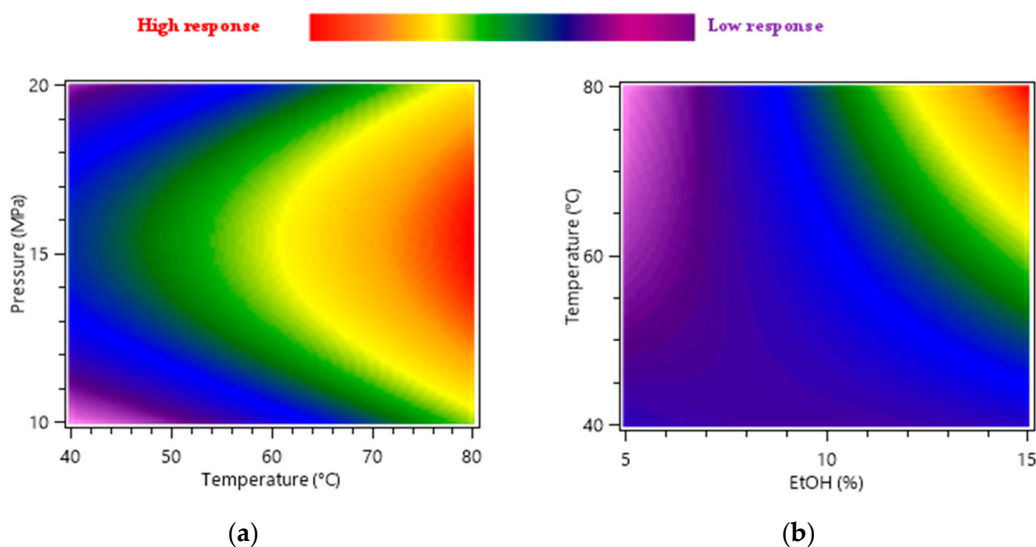 High response
Low response
20
15
10
Pressure (MPa)
40
50
60
70
80
Temperature (°C)
(a)
80
60
40
Temperature (°C)
5
10
15
EtOH (%)
(b)